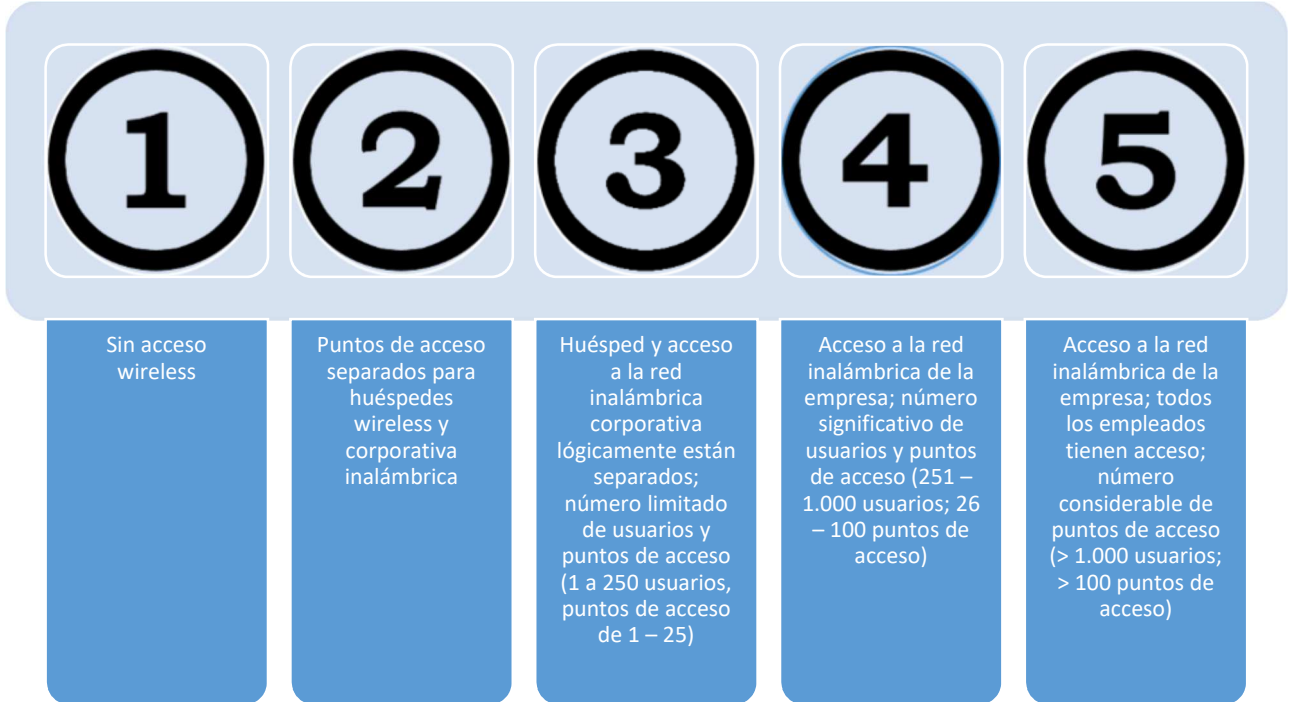 1
2
3
4
5
Sin acceso
wireless
Puntos de acceso
separados para
huéspedes
wireless y
corporativa
inalámbrica
Huésped y acceso
a la red
inalámbrica
corporativa
lógicamente están
separados;
número limitado
de usuarios y
puntos de acceso
(1 a 250 usuarios,
puntos de acceso
de 1 – 25)
Acceso a la red
inalámbrica de la
empresa; número
significativo de
usuarios y puntos
de acceso (251 –
1.000 usuarios; 26
– 100 puntos de
acceso)
Acceso a la red
inalámbrica de la
empresa; todos
los empleados
tienen acceso;
número
considerable de
puntos de acceso
(> 1.000 usuarios;
> 100 puntos de
acceso)